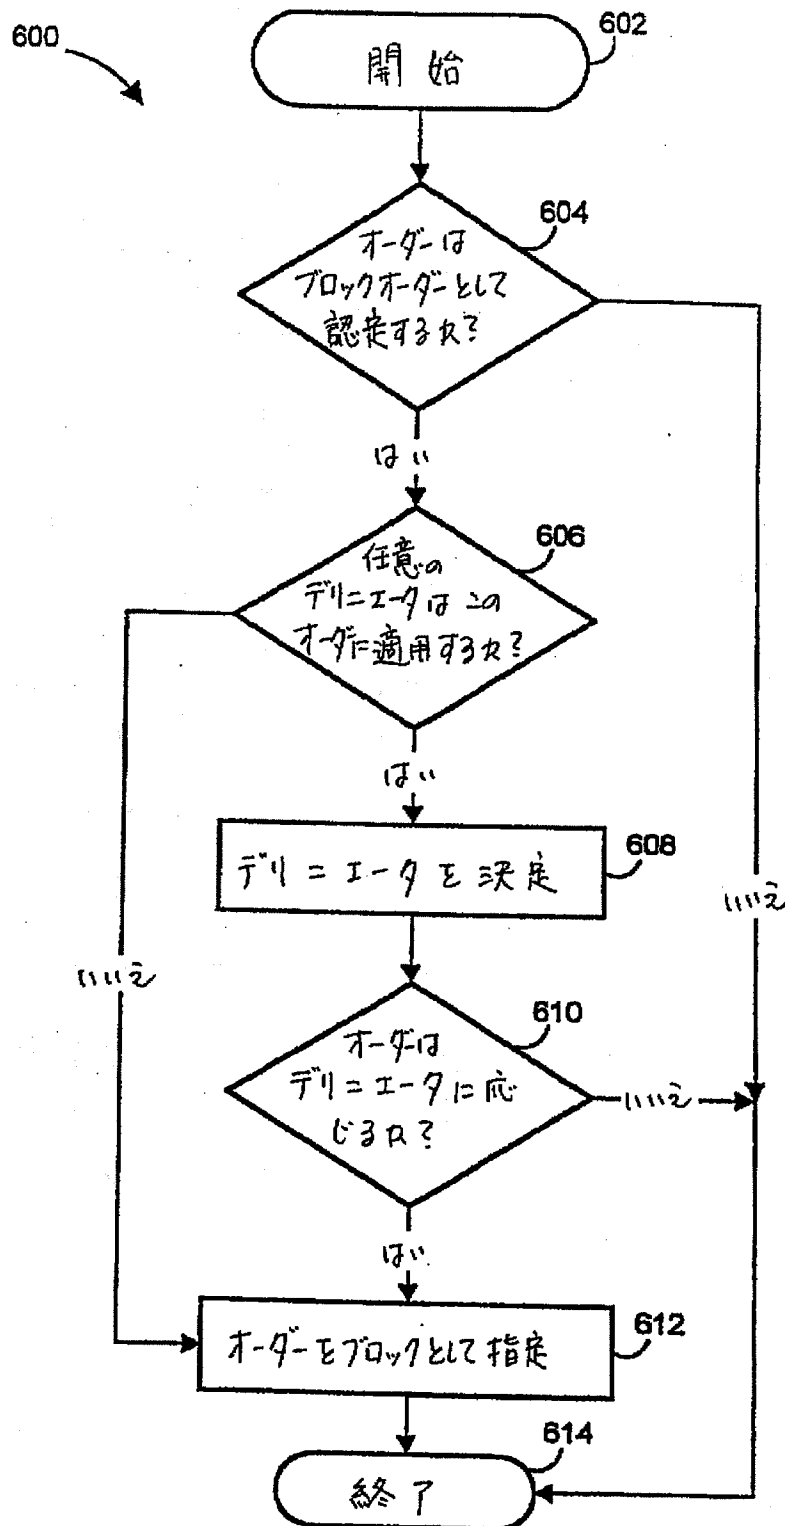 600
開始
602
604
オーダーは
ブロックオーダーとして
認定するか?
はい
606
任意の
デリニエータはこの
オーダに適用するか?
はい
608
デリニエータを決定
いいえ
いいえ
610
オーダーは
デリニエータに応
じるか?
いいえ
はい
612
オーダーをブロックとして指定
614
終了